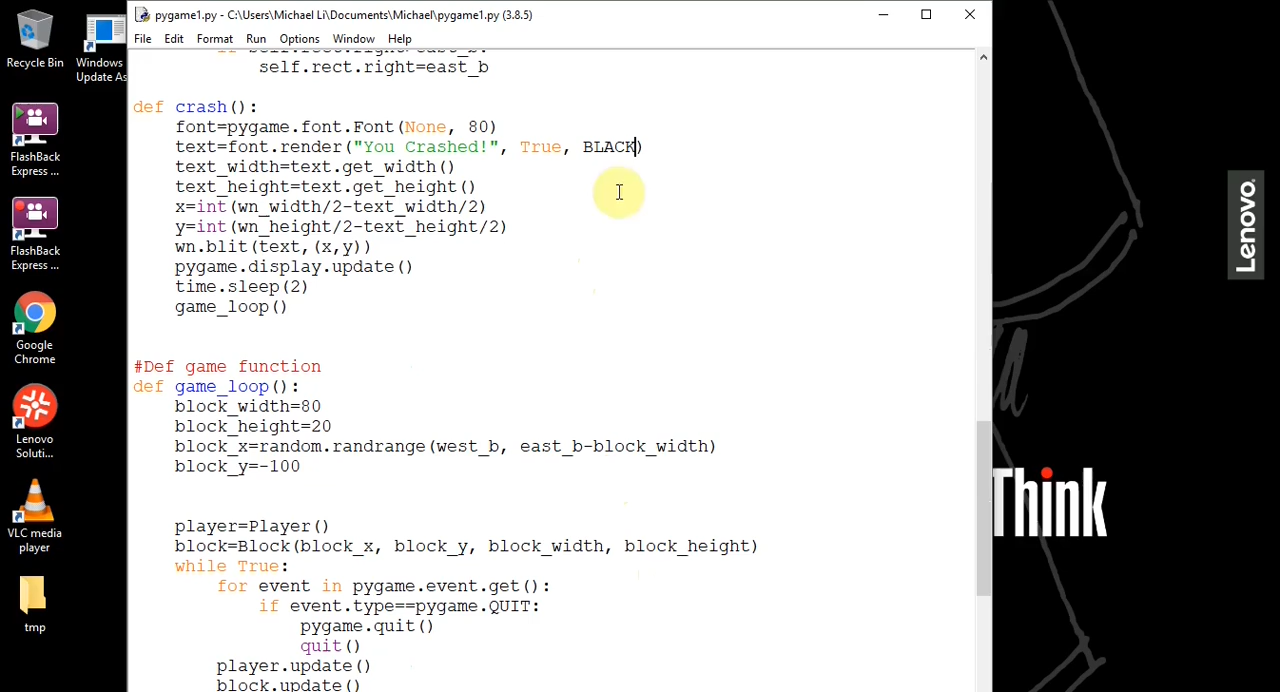 pygame1.py - C:\Users\Michael Li\Documents\Michael\pygame1.py (3.8.5)
File Edit Format Run Options Window Help
self.rect.right=east_b
def crash():
font=pygame.font.Font(None, 80)
text=font.render("You Crashed!", True, BLACK)
text_width=text.get_width()
text_height=text.get_height()
x=int(wn_width/2-text_width/2)
y=int(wn_height/2-text_height/2)
wn.blit(text,(x,y))
pygame.display.update()
time.sleep(2)
game_loop()
#Def game function
def game_loop():
block_width=80
block_height=20
block_x=random.randrange(west_b, east_b-block_width)
block_y=-100
player=Player()
block=Block(block_x, block_y, block_width, block_height)
while True:
for event in pygame.event.get():
if event.type==pygame.QUIT:
pygame.quit()
quit()
player.update()
block.update()
Recycle Bin
Windows
Update As
FlashBack
Express ...
FlashBack
Express ...
Google
Chrome
Lenovo
Soluti...
VLC media
player
tmp
Lenovo
Think